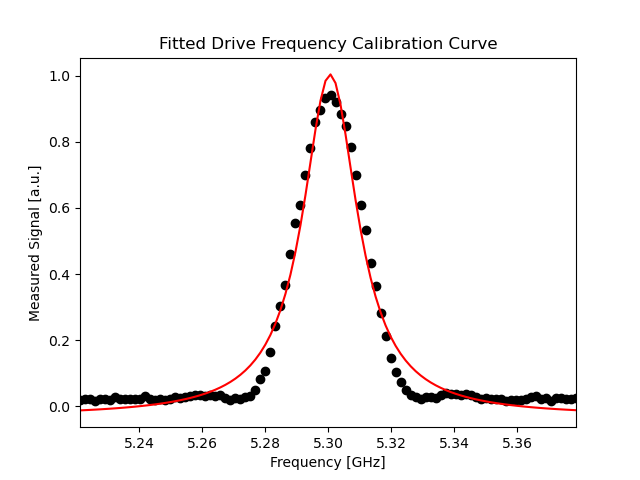 Fitted Drive Frequency Calibration Curve
Measured Signal [a.u.]
1.0
0.8
0.6
0.4
0.2
0.0
5.24 5.26 5.28 5.30 5.32 5.34 5.36
Frequency [GHz]